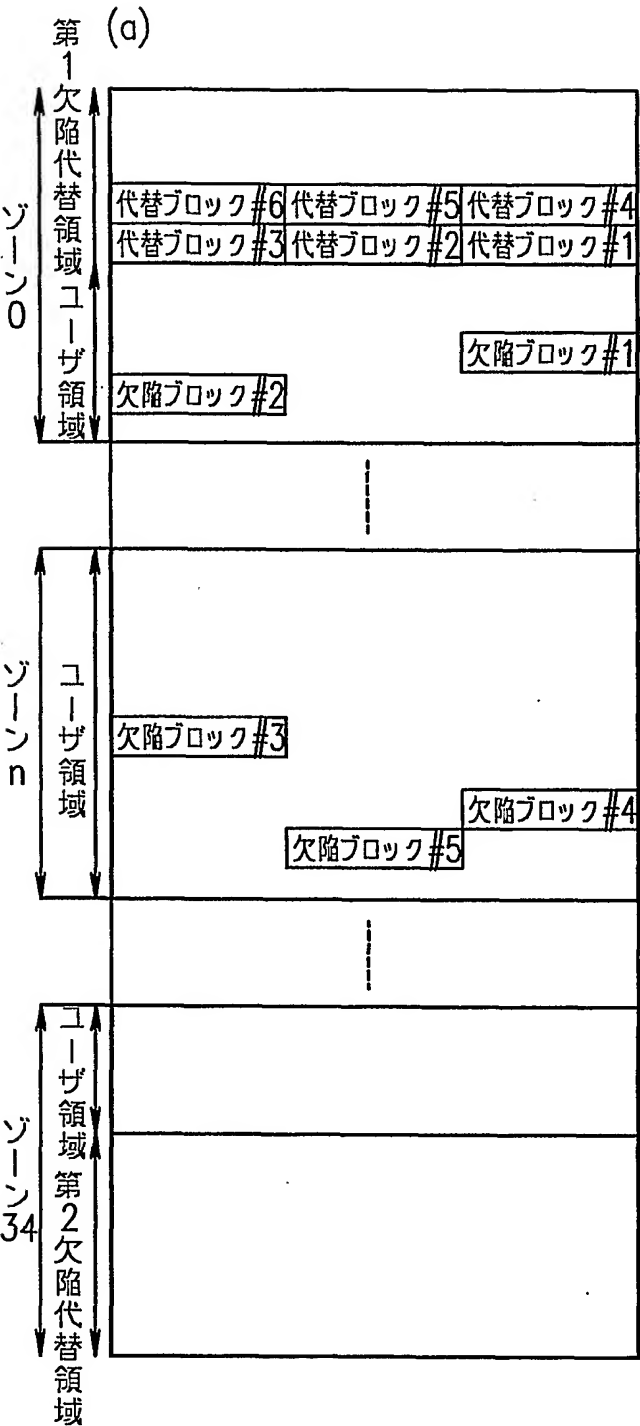 (a)
第1欠陥代替領域
ゾーン0
ユーザ領域
代替ブロック#6 代替ブロック#5 代替ブロック#4
代替ブロック#3 代替ブロック#2 代替ブロック#1
欠陥ブロック#1
欠陥ブロック#2
ゾーンn
ユーザ領域
欠陥ブロック#3
欠陥ブロック#4
欠陥ブロック#5
ゾーン34
ユーザ領域
第2欠陥代替領域